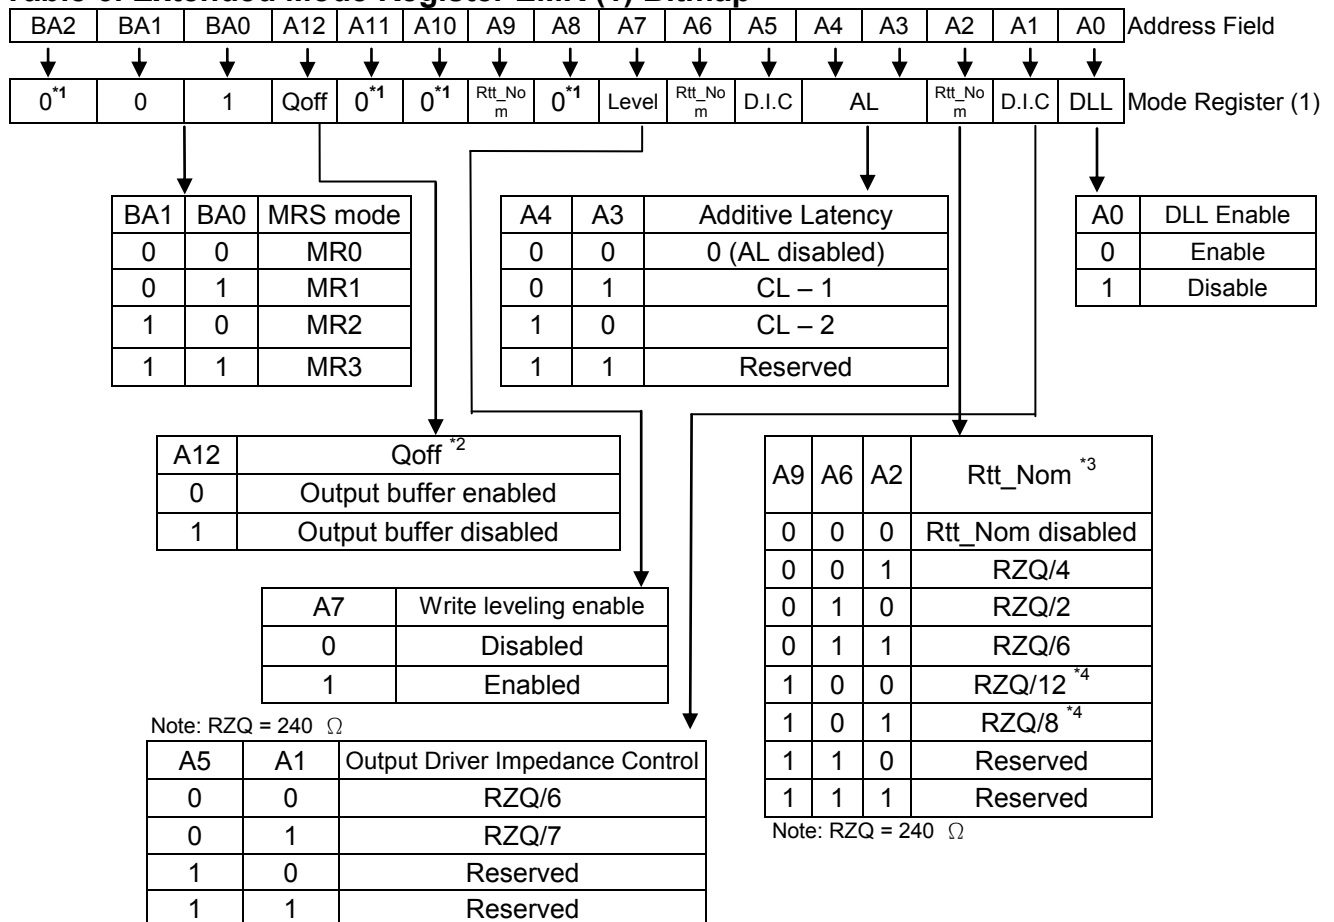 BA2 BA1 BA0 A12 A11 A10 A9 A8 A7 A6 A5 A4 A3 A2 A1 A0 Address Field
0*1 0 1 Qoff 0*1 0*1 Rtt_No m 0*1 Level Rtt_No m D.I.C AL Rtt_No m D.I.C DLL Mode Register (1)
BA1 BA0 MRS mode
0 0 MR0
0 1 MR1
1 0 MR2
1 1 MR3
A4 A3 Additive Latency
0 0 0 (AL disabled)
0 1 CL – 1
1 0 CL – 2
1 1 Reserved
A0 DLL Enable
0 Enable
1 Disable
A12 Qoff *2
0 Output buffer enabled
1 Output buffer disabled
A9 A6 A2 Rtt_Nom *3
0 0 0 Rtt_Nom disabled
0 0 1 RZQ/4
0 1 0 RZQ/2
0 1 1 RZQ/6
1 0 0 RZQ/12 *4
1 0 1 RZQ/8 *4
1 1 0 Reserved
1 1 1 Reserved
Note: RZQ = 240 Ω
A7 Write leveling enable
0 Disabled
1 Enabled
Note: RZQ = 240 Ω
A5 A1 Output Driver Impedance Control
0 0 RZQ/6
0 1 RZQ/7
1 0 Reserved
1 1 Reserved